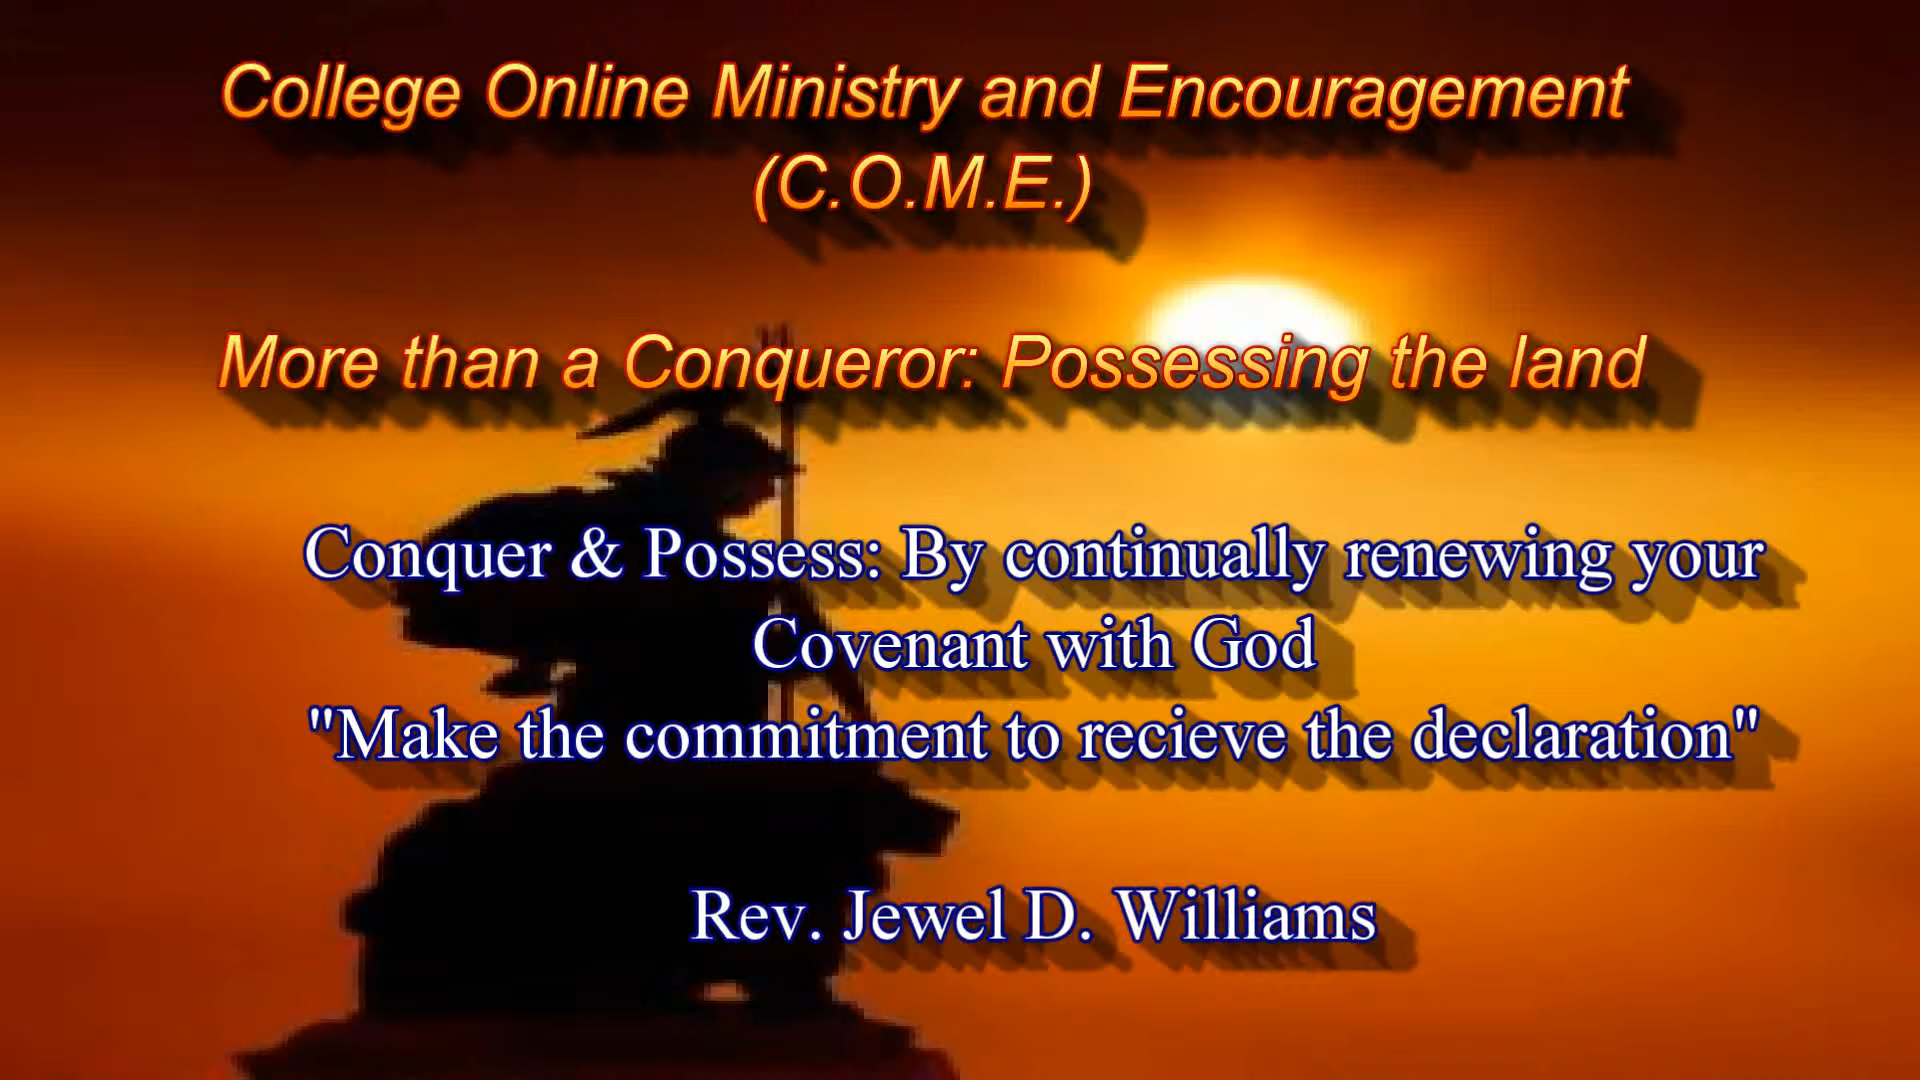 College Online Ministry and Encouragement
(C.O.M.E.)
More than a Conqueror: Possessing the land
Conquer & Possess: By continually renewing your
Covenant with God
"Make the commitment to recieve the declaration"
Rev. Jewel D. Williams